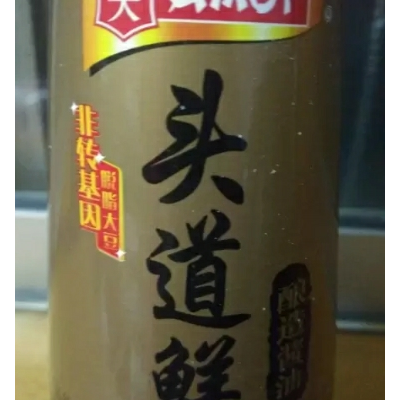 非转基因
脱脂大豆
头道鲜
酿造酱油